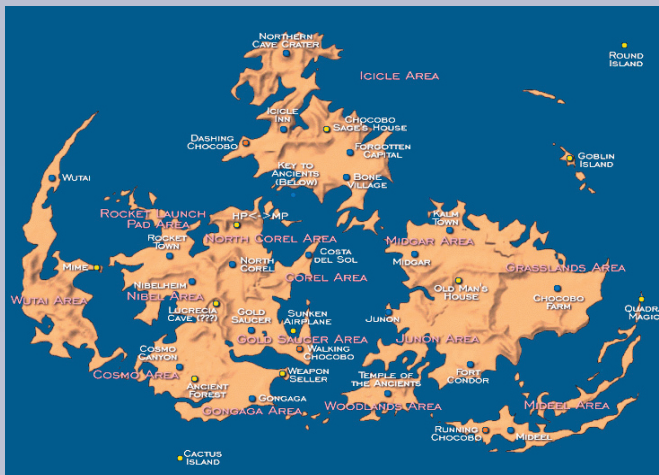 Northern
Cave Crater
Round
Island
Icicle Area
Icicle
Inn
Chocobo
Sage's House
Dashing
Chocobo
Forgotten
Capital
Goblin
Island
Key to
Ancients
(Below)
Bone
Village
Wutai
Rocket Launch
Pad Area
HP<->MP
Kalm
Town
North Corel Area
Midgar Area
Rocket
Town
Costa
del Sol
Midgar
Mime
North
Corel
Corel Area
Grasslands Area
Nibelheim
Old Man's
House
Chocobo
Farm
Wutai Area
Nibel Area
Lucrecia
Cave (???)
Gold
Saucer
Sunken
Airplane
Junon
Quadra
Magic
Gold Saucer Area
Junon Area
Cosmo
Canyon
Walking
Chocobo
Cosmo Area
Ancient
Forest
Weapon
Seller
Temple of
the Ancients
Fort
Condor
Gongaga
Gongaga Area
Woodlands Area
Mideel Area
Running
Chocobo
Mideel
Cactus
Island